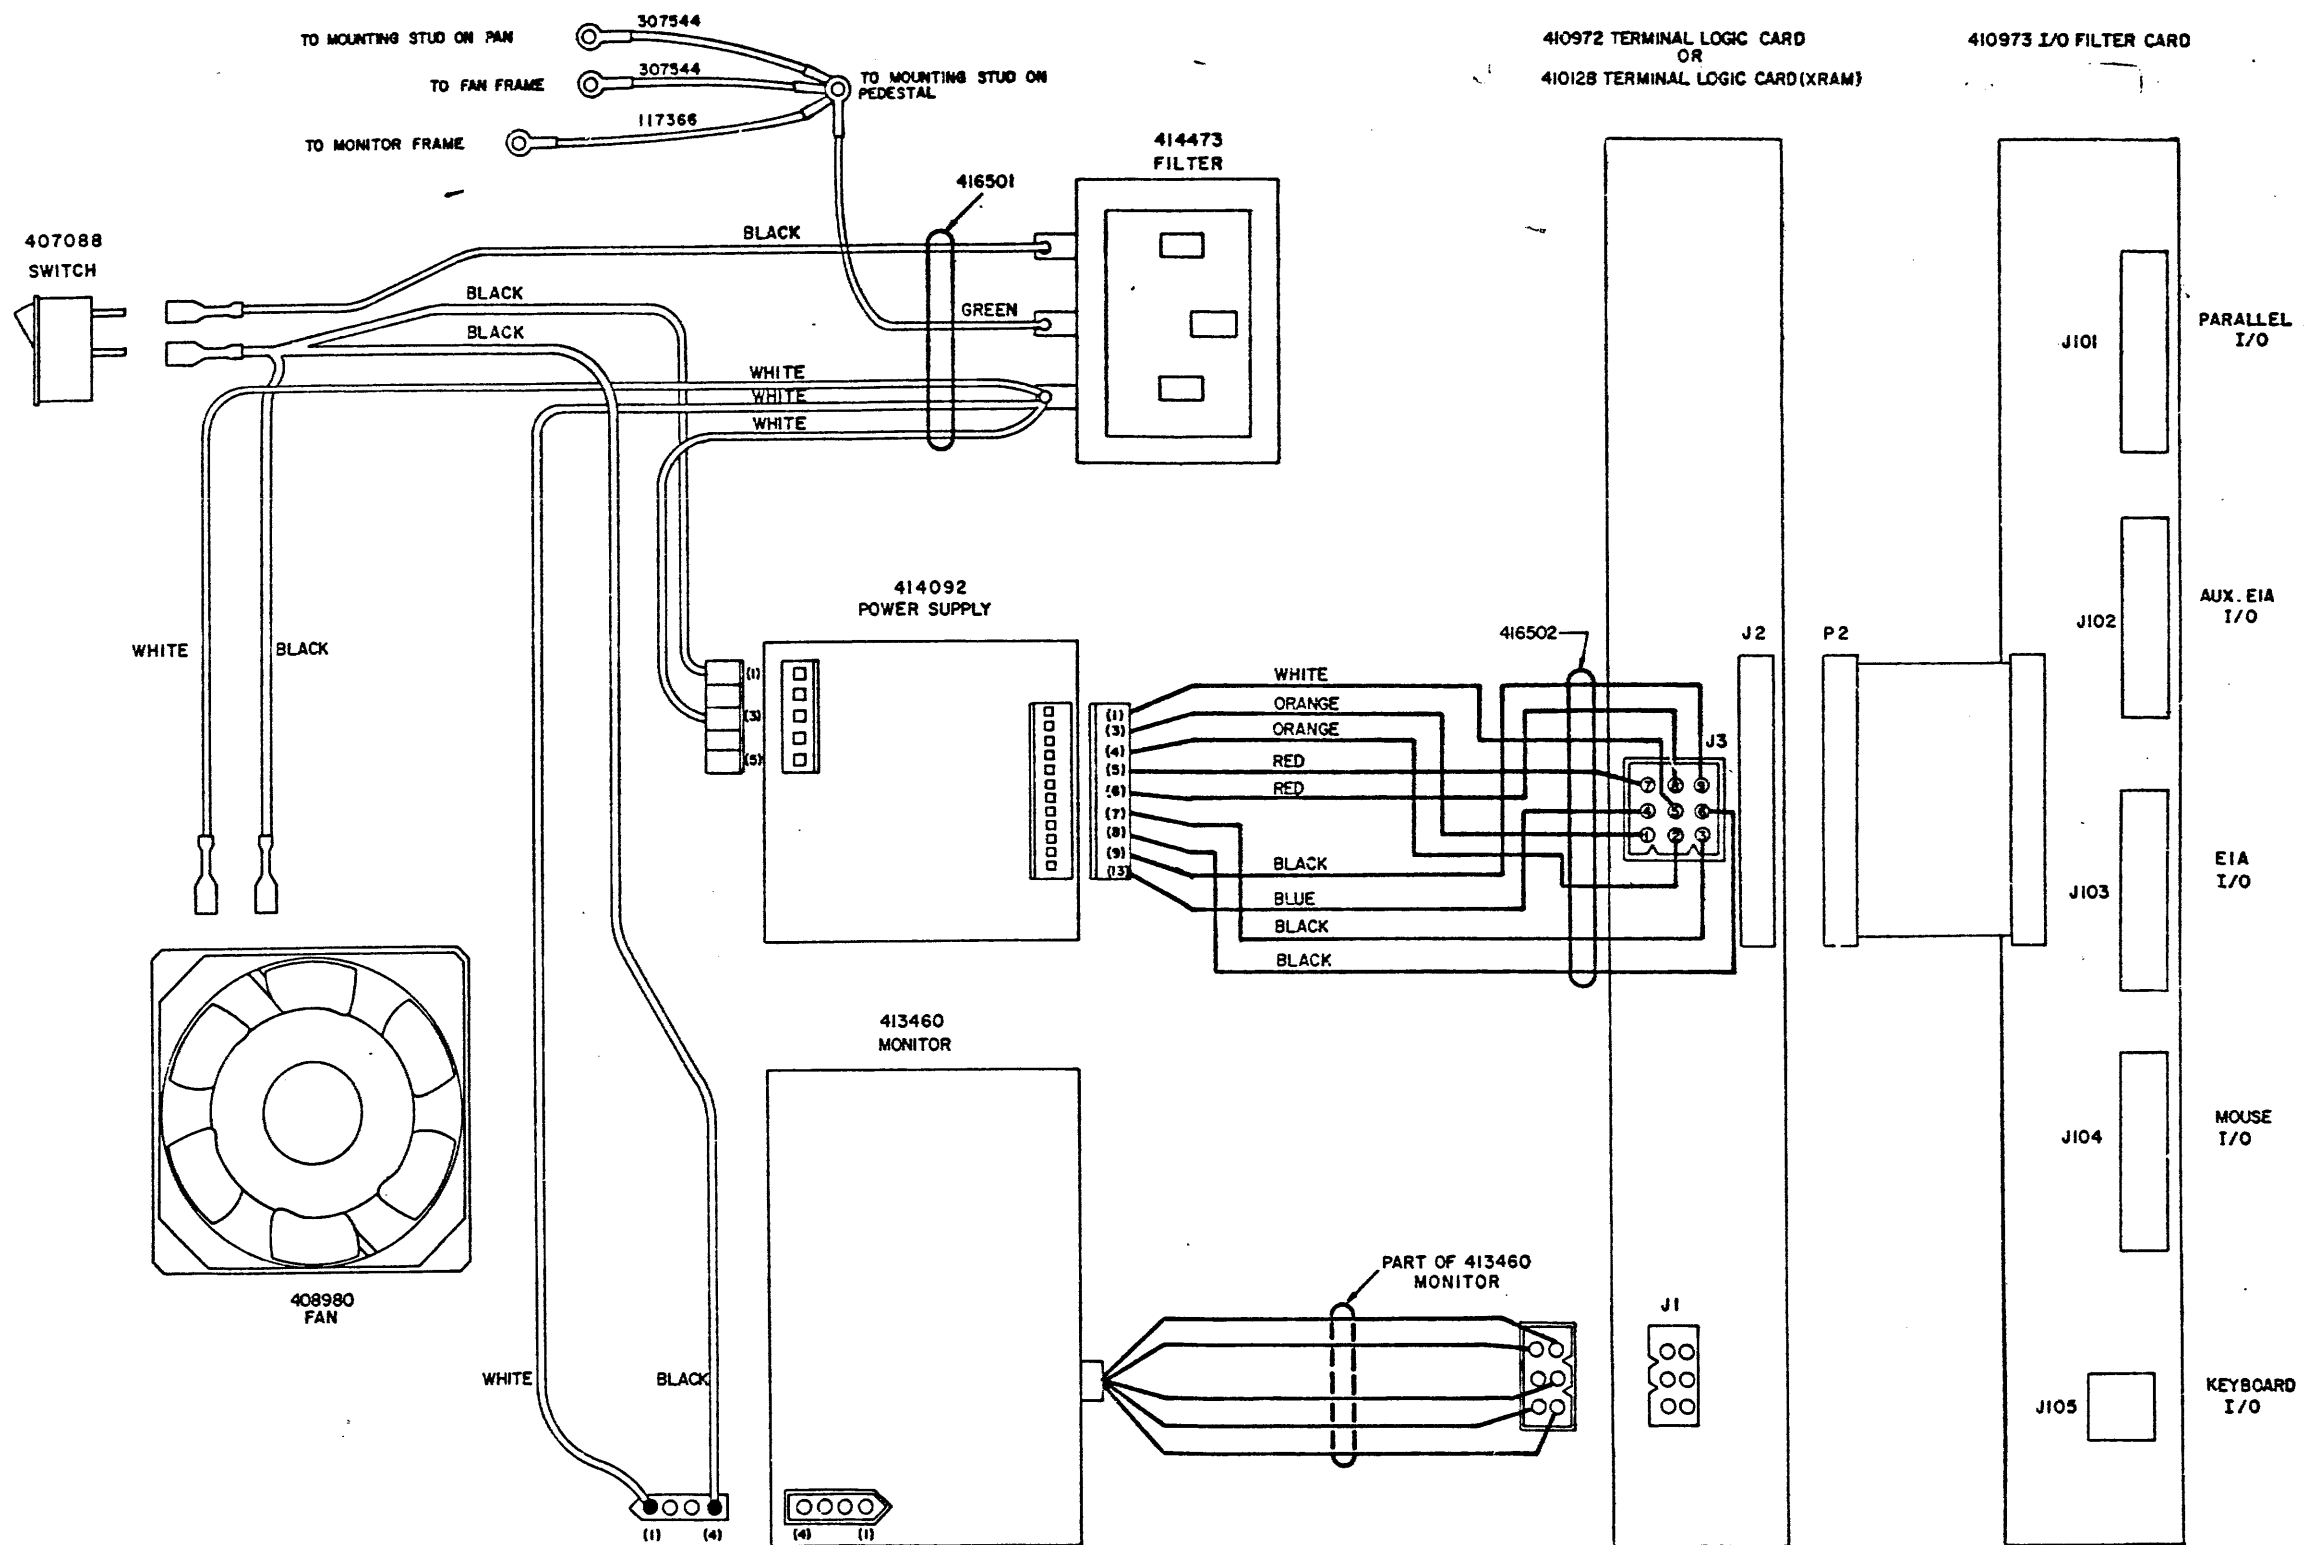 307544
TO MOUNTING STUD ON PAN
307544
TO FAN FRAME
TO MOUNTING STUD ON
PEDESTAL
117366
TO MONITOR FRAME
410972 TERMINAL LOGIC CARD
OR
410128 TERMINAL LOGIC CARD (XRAM)
410973 I/O FILTER CARD
414473
FILTER
416501
407088
SWITCH
BLACK
BLACK
GREEN
BLACK
WHITE
WHITE
WHITE
WHITE
BLACK
J101
PARALLEL
I/O
414092
POWER SUPPLY
(1)
(3)
(5)
416502
J2
P2
J102
AUX. EIA
I/O
(1)
(3)
(4)
(5)
(6)
(7)
(8)
(9)
(13)
WHITE
ORANGE
ORANGE
RED
RED
BLACK
BLUE
BLACK
BLACK
J3
7 8 9
4 5 6
1 2 3
J103
EIA
I/O
413460
MONITOR
408980
FAN
J104
MOUSE
I/O
PART OF 413460
MONITOR
J1
WHITE
BLACK
J105
KEYBOARD
I/O
(1) (4)
(4) (1)